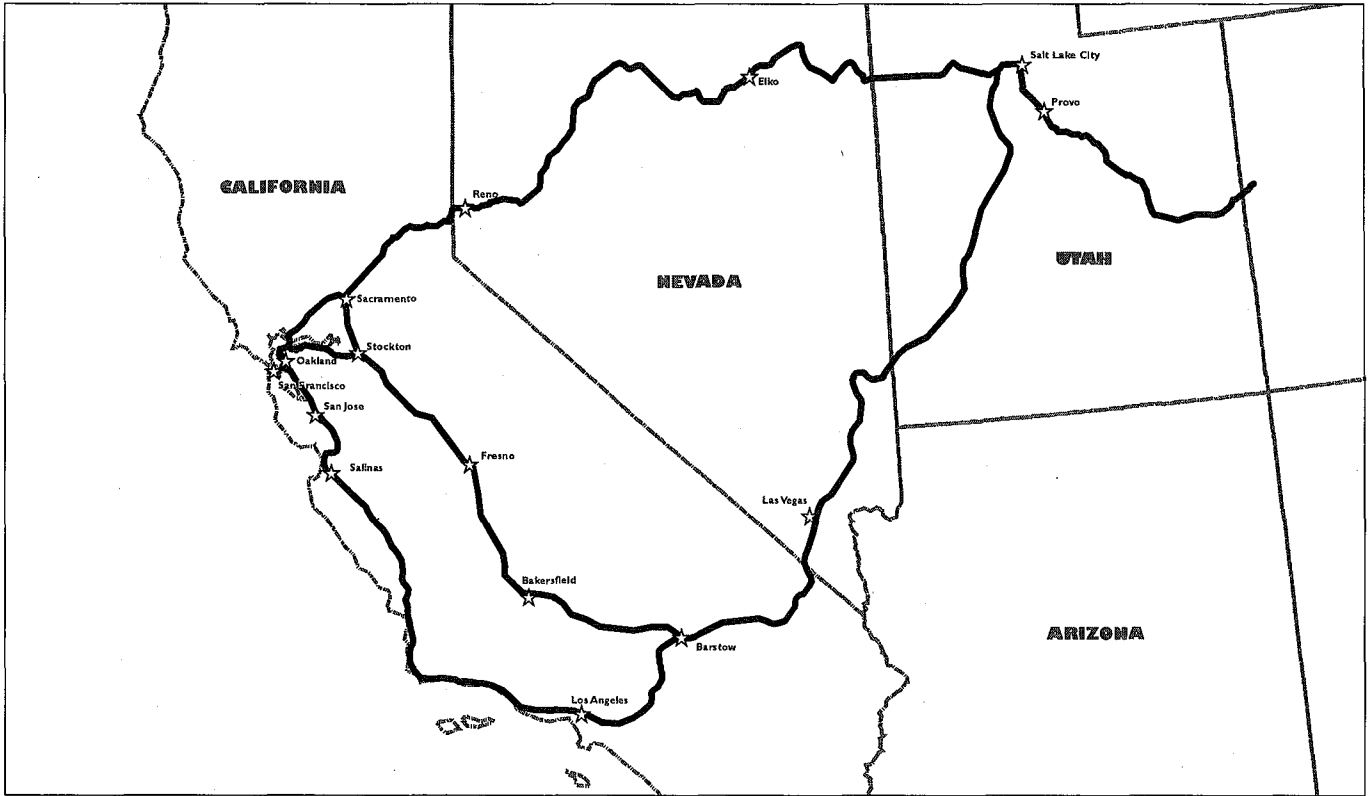 Salt Lake City
Elko
Provo
CALIFORNIA
Reno
UTAH
NEVADA
Sacramento
Stockton
Oakland
San Srancisco
San Jose
Fresno
Salinas
Las Vegas
Bakersfield
ARIZONA
Barstow
Los Angeles